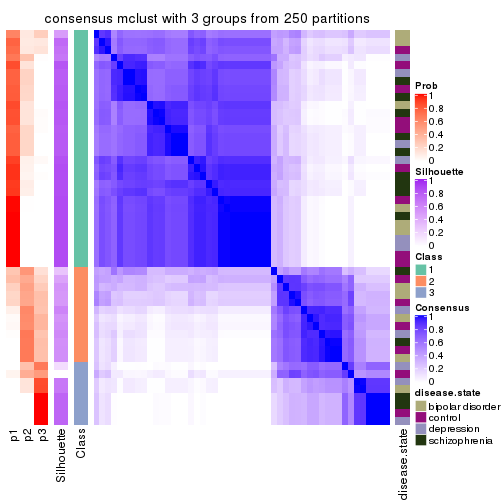 consensus mclust with 3 groups from 250 partitions
Prob
1
0.8
0.6
0.4
0.2
0
Silhouette
1
0.8
0.6
0.4
0.2
0
Class
1
2
3
Consensus
1
0.8
0.6
0.4
0.2
0
disease.state
bipolar disorder
control
depression
schizophrenia
p1
p2
p3
Silhouette
Class
disease.state